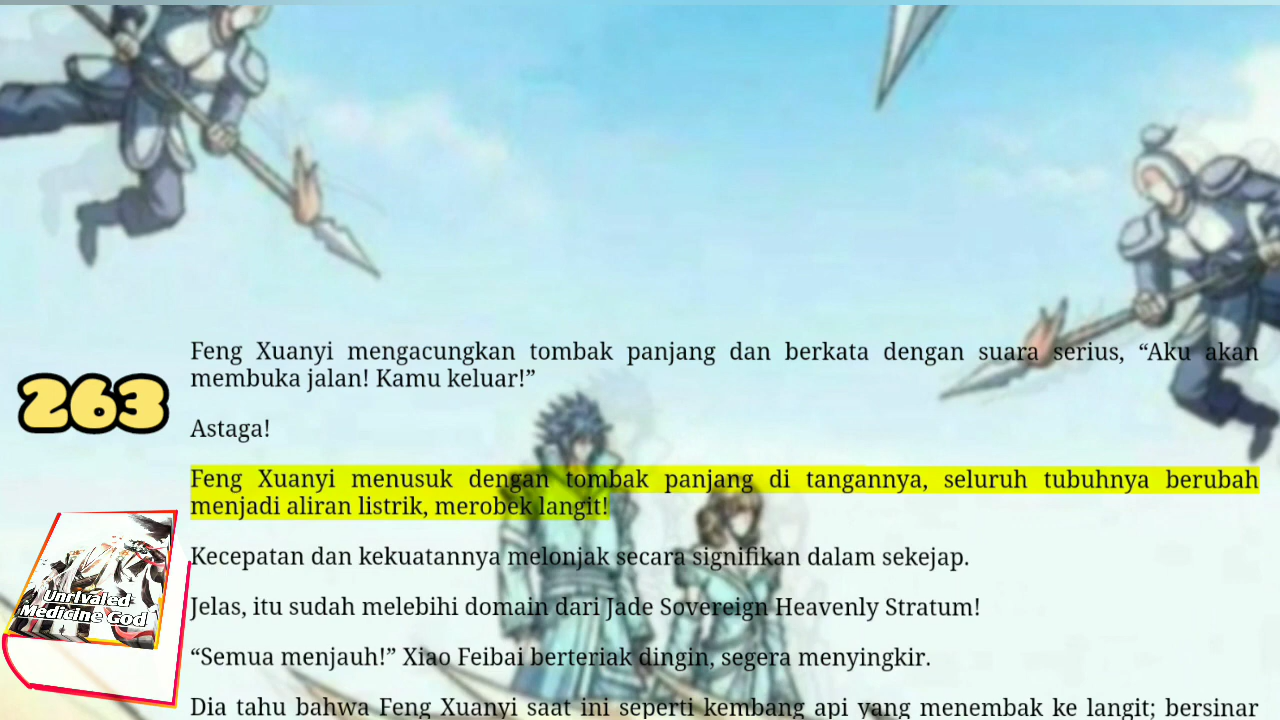 Feng Xuanyi mengacungkan tombak panjang dan berkata dengan suara serius, “Aku akan
membuka jalan! Kamu keluar!”
263
Astaga!
Feng Xuanyi menusuk dengan tombak panjang di tangannya, seluruh tubuhnya berubah
menjadi aliran listrik, merobek langit!
Kecepatan dan kekuatannya melonjak secara signifikan dalam sekejap.
Unrivaled
Medicine God
Jelas, itu sudah melebihi domain dari Jade Sovereign Heavenly Stratum!
“Semua menjauh!” Xiao Feibai berteriak dingin, segera menyingkir.
Dia tahu bahwa Feng Xuanyi saat ini seperti kembang api yang menembak ke langit; bersinar